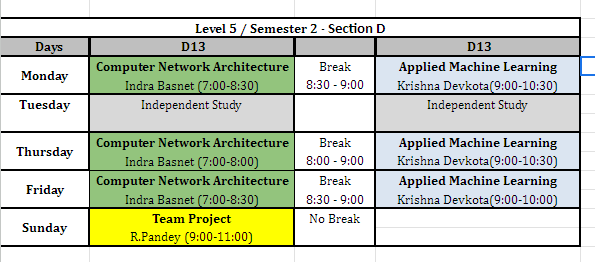 Level 5 / Semester 2 - Section D
Days D13 D13
Monday Computer Network Architecture Break Applied Machine Learning
Indra Basnet (7:00-8:30) 8:30 - 9:00 Krishna Devkota(9:00-10:30)
Tuesday Independent Study Independent Study
Thursday Computer Network Architecture Break Applied Machine Learning
Indra Basnet (7:00-8:00) 8:00 - 9:00 Krishna Devkota(9:00-10:30)
Friday Computer Network Architecture Break Applied Machine Learning
Indra Basnet (7:00-8:30) 8:30 - 9:00 Krishna Devkota(9:00-10:00)
Sunday Team Project No Break
R.Pandey (9:00-11:00)